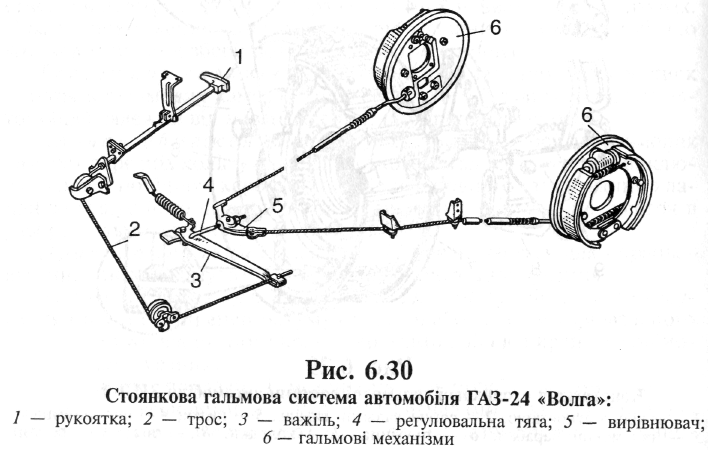 6
1
6
4
5
2
3
Рис. 6.30
Стоянкова гальмова система автомобіля ГАЗ-24 «Волга»:
1 — рукоятка; 2 — трос; 3 — важіль; 4 — регулювальна тяга; 5 — вирівнювач;
6 — гальмові механізми